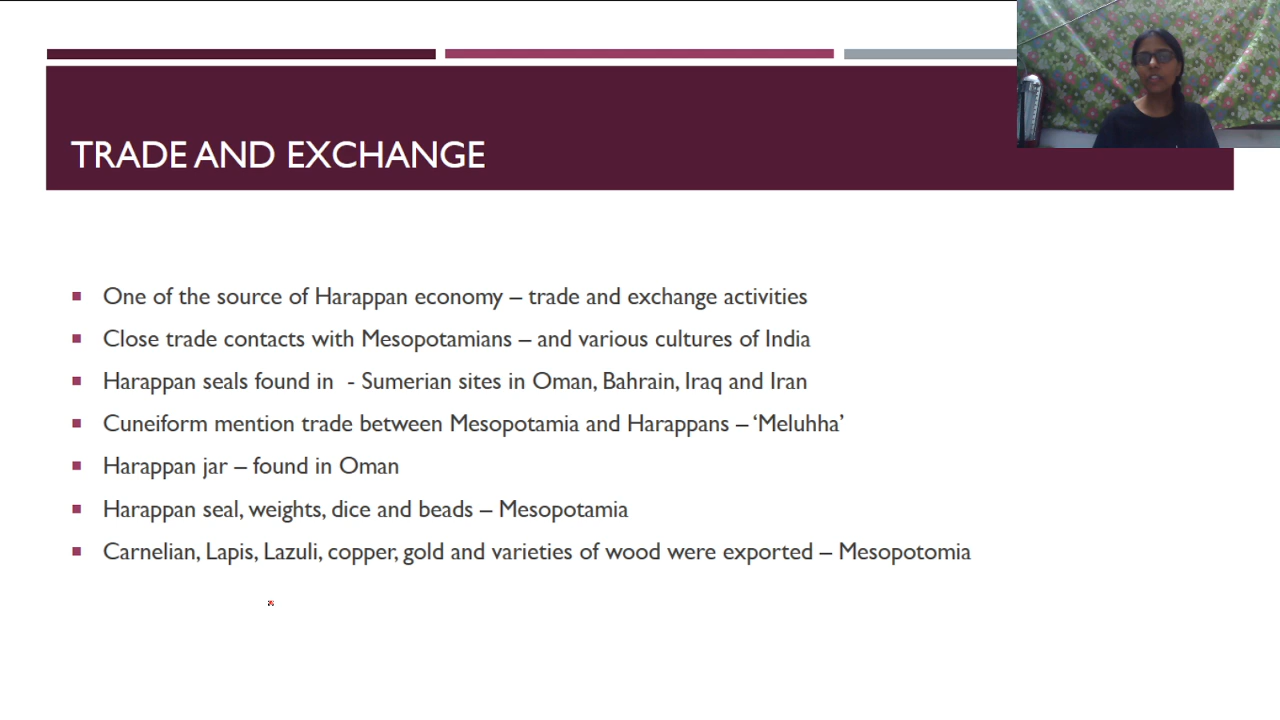 TRADE AND EXCHANGE
One of the source of Harappan economy – trade and exchange activities
Close trade contacts with Mesopotamians – and various cultures of India
Harappan seals found in  - Sumerian sites in Oman, Bahrain, Iraq and Iran
Cuneiform mention trade between Mesopotamia and Harappans – ‘Meluhha’
Harappan jar – found in Oman
Harappan seal, weights, dice and beads – Mesopotamia
Carnelian, Lapis, Lazuli, copper, gold and varieties of wood were exported – Mesopotomia